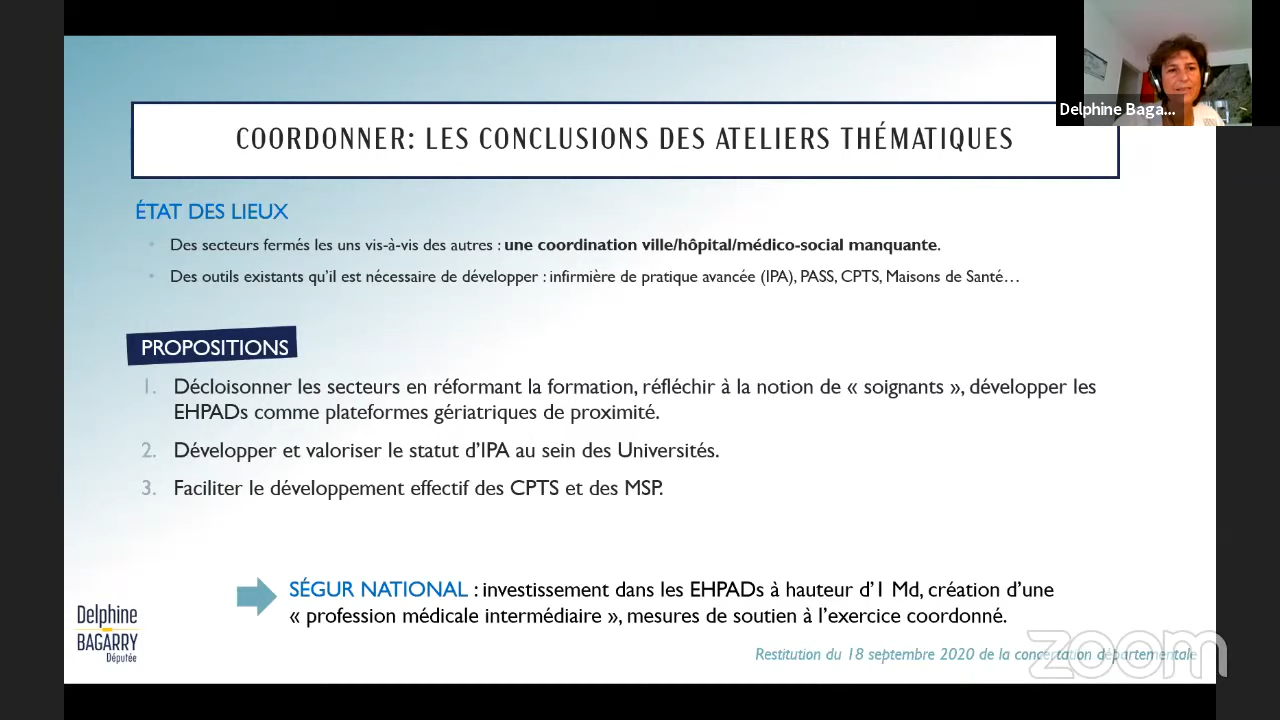 Delphine Baga...
COORDONNER: LES CONCLUSIONS DES ATELIERS THÉMATIQUES
ÉTAT DES LIEUX
• Des secteurs fermés les uns vis-à-vis des autres : une coordination ville/hôpital/médico-social manquante.
• Des outils existants qu'il est nécessaire de développer : infirmière de pratique avancée (IPA), PASS, CPTS, Maisons de Santé…
PROPOSITIONS
1. Décloisonner les secteurs en réformant la formation, réfléchir à la notion de « soignants », développer les
EHPADs comme plateformes gériatriques de proximité.
2. Développer et valoriser le statut d'IPA au sein des Universités.
3. Faciliter le développement effectif des CPTS et des MSP.
SÉGUR NATIONAL : investissement dans les EHPADs à hauteur d'1 Md, création d'une
« profession médicale intermédiaire », mesures de soutien à l'exercice coordonné.
Delphine
BAGARRY
Députée
Restitution du 18 septembre 2020 de la concertation départementale
zoom